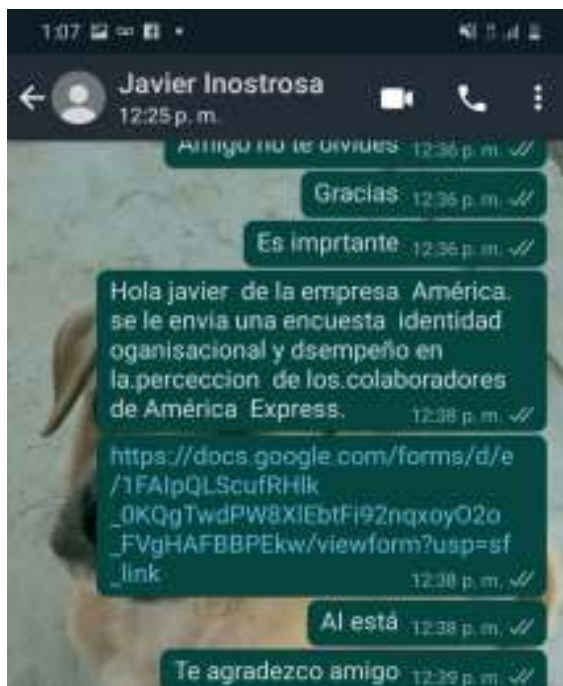 1:07
Javier Inostrosa
12:25 p. m.
Amigo no te olvides 12:36 p. m.
Gracias 12:36 p. m.
Es imprtante 12:36 p. m.
Hola javier de la empresa América.
se le envia una encuesta identidad
oganisacional y dsempeño en
la.perceccion de los.colaboradores
de América Express. 12:38 p. m.
https://docs.google.com/forms/d/e
/1FAIpQLScufRHlk
_0KQgTwdPW8XlEbtFj92nqxoyO2o
_FVgHAFBBPEkw/viewform?usp=sf
_link 12:38 p. m.
Al está 12:38 p. m.
Te agradezco amigo 12:39 p. m.